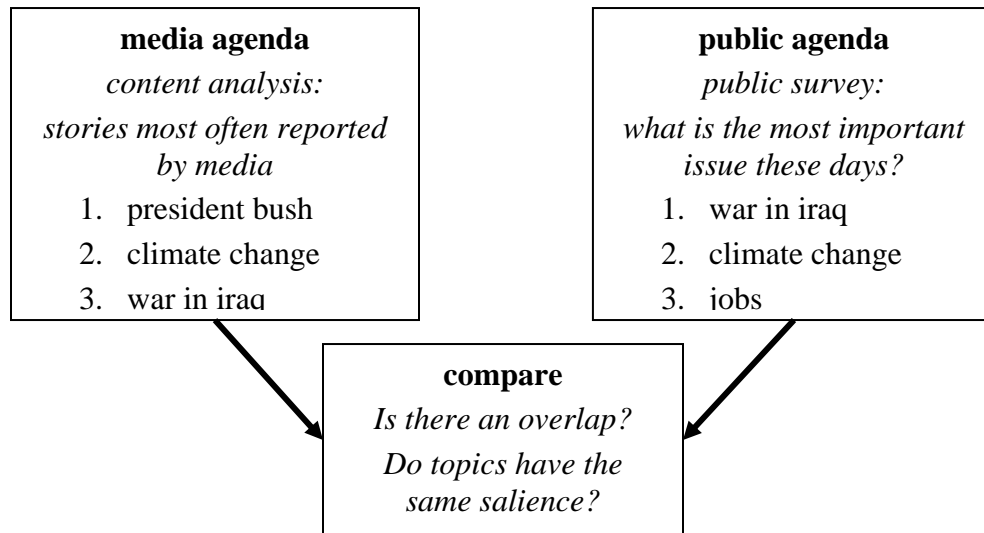 media agenda
content analysis:
stories most often reported
by media
1. president bush
2. climate change
3. war in iraq
public agenda
public survey:
what is the most important
issue these days?
1. war in iraq
2. climate change
3. jobs
compare
Is there an overlap?
Do topics have the
same salience?